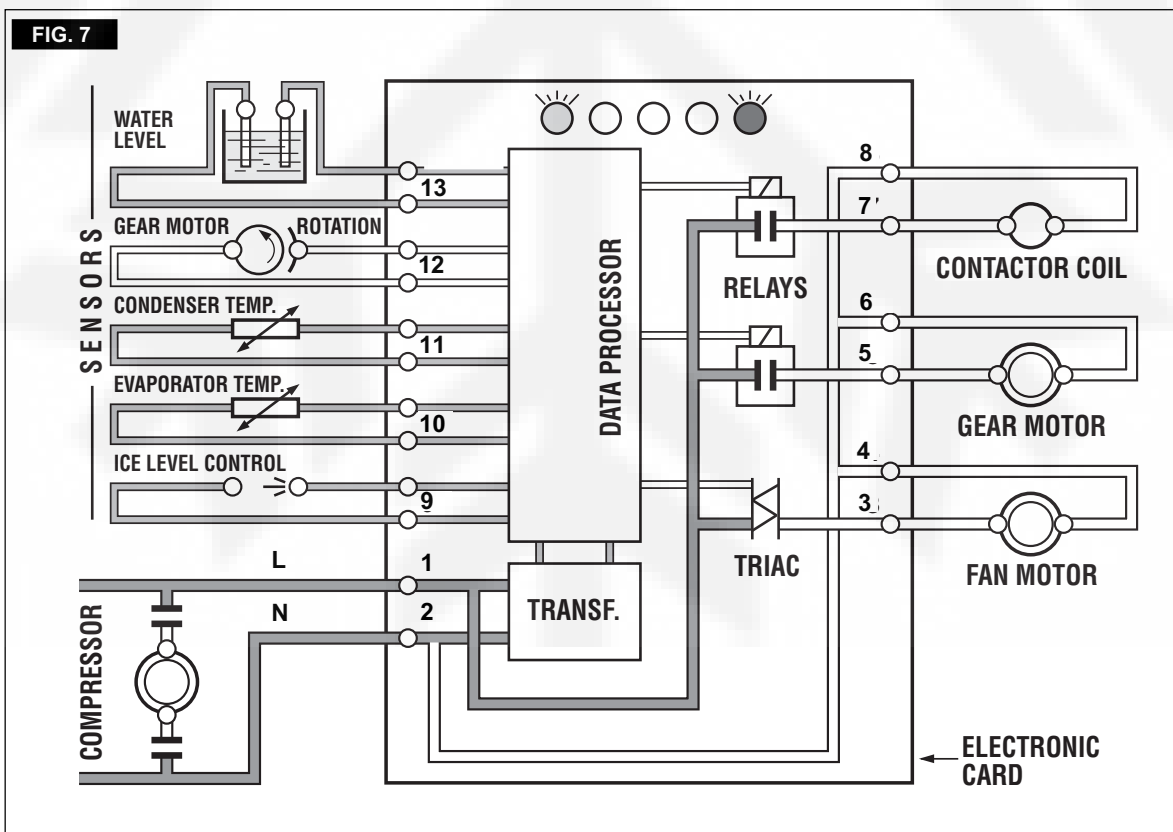 FIG. 7
WATER
LEVEL
13
GEAR MOTOR ROTATION
12
CONDENSER TEMP.
11
EVAPORATOR TEMP.
10
ICE LEVEL CONTROL
9
SENSORS
L
1
N
2
COMPRESSOR
DATA PROCESSOR
TRANSF.
RELAYS
TRIAC
8
7
CONTACTOR COIL
6
5
GEAR MOTOR
4
3
FAN MOTOR
ELECTRONIC
CARD